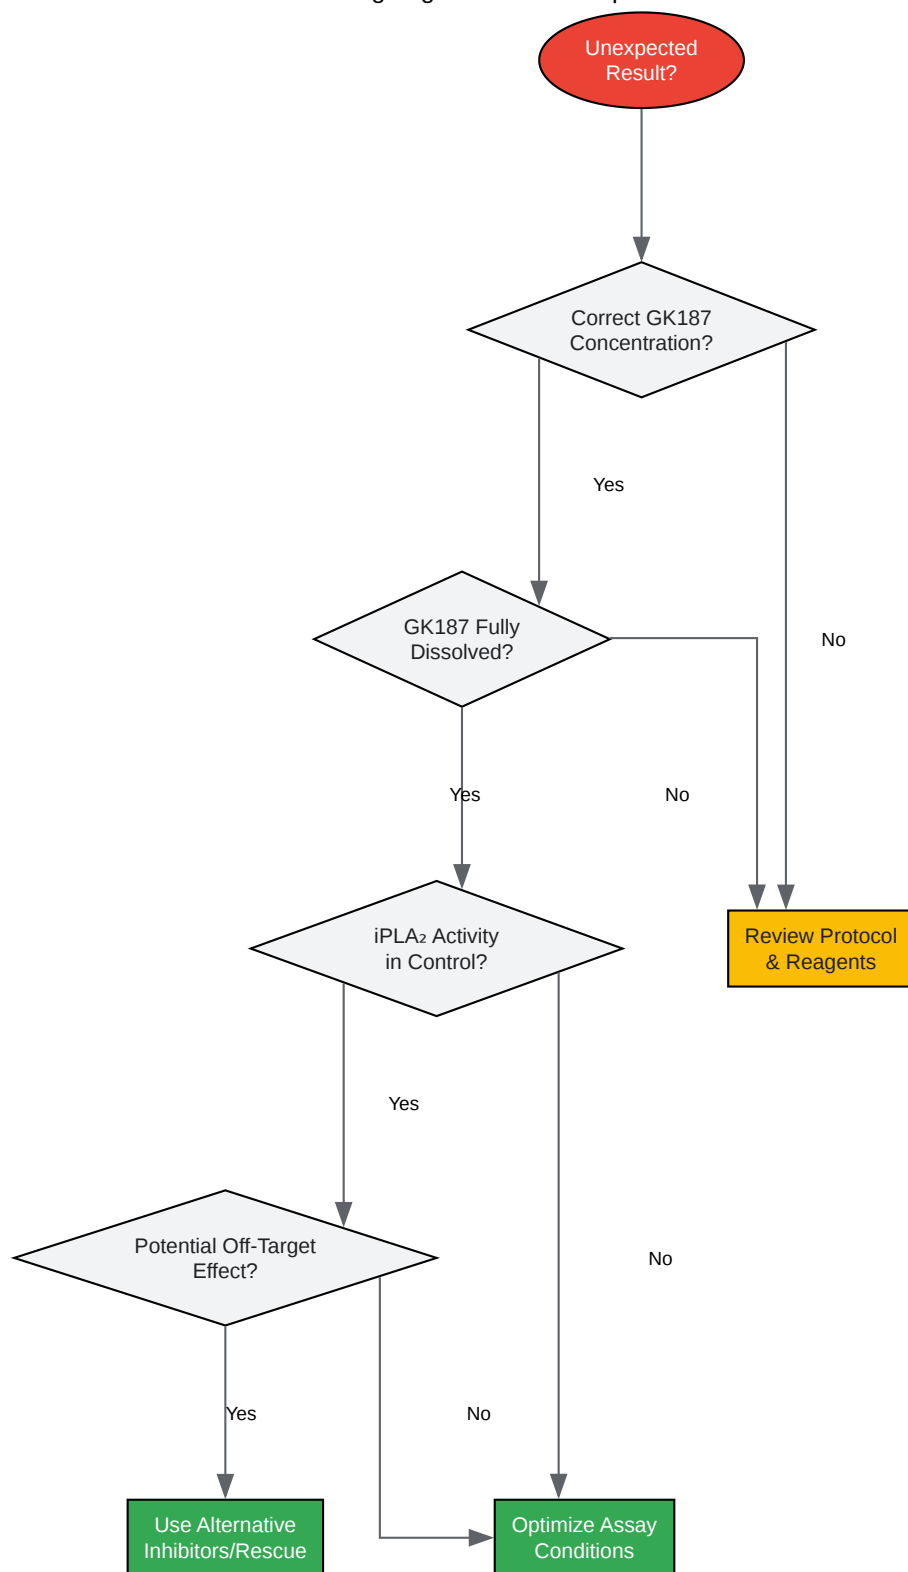 Unexpected
Result?
Correct GK187
Concentration?
Yes
GK187 Fully
Dissolved?
No
Yes
No
iPLA₂ Activity
in Control?
Review Protocol
& Reagents
Yes
Potential Off-Target
Effect?
No
Yes
No
Use Alternative
Inhibitors/Rescue
Optimize Assay
Conditions